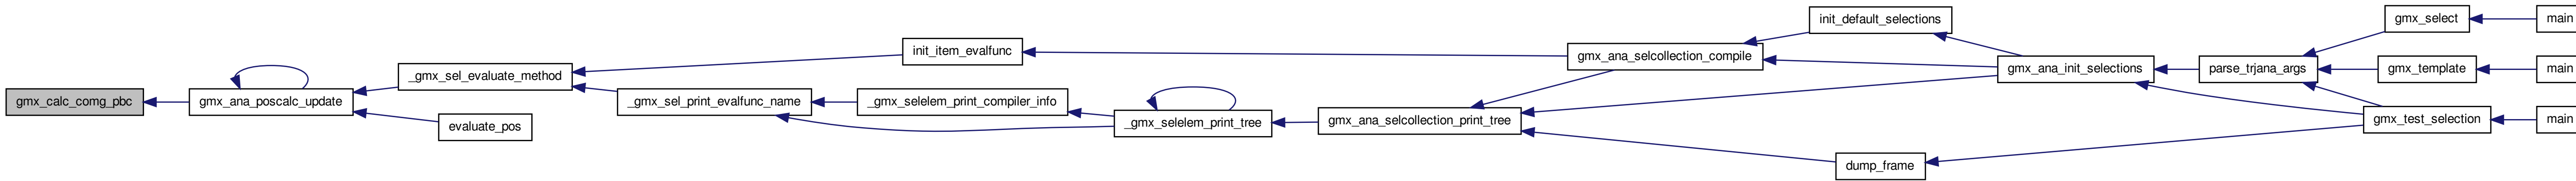 gmx_calc_comg_pbc
gmx_ana_poscalc_update
_gmx_sel_evaluate_method
evaluate_pos
init_item_evalfunc
_gmx_sel_print_evalfunc_name
_gmx_selelem_print_compiler_info
_gmx_selelem_print_tree
gmx_ana_selcollection_compile
gmx_ana_selcollection_print_tree
init_default_selections
dump_frame
gmx_ana_init_selections
parse_trjana_args
gmx_select
gmx_template
gmx_test_selection
main
main
main